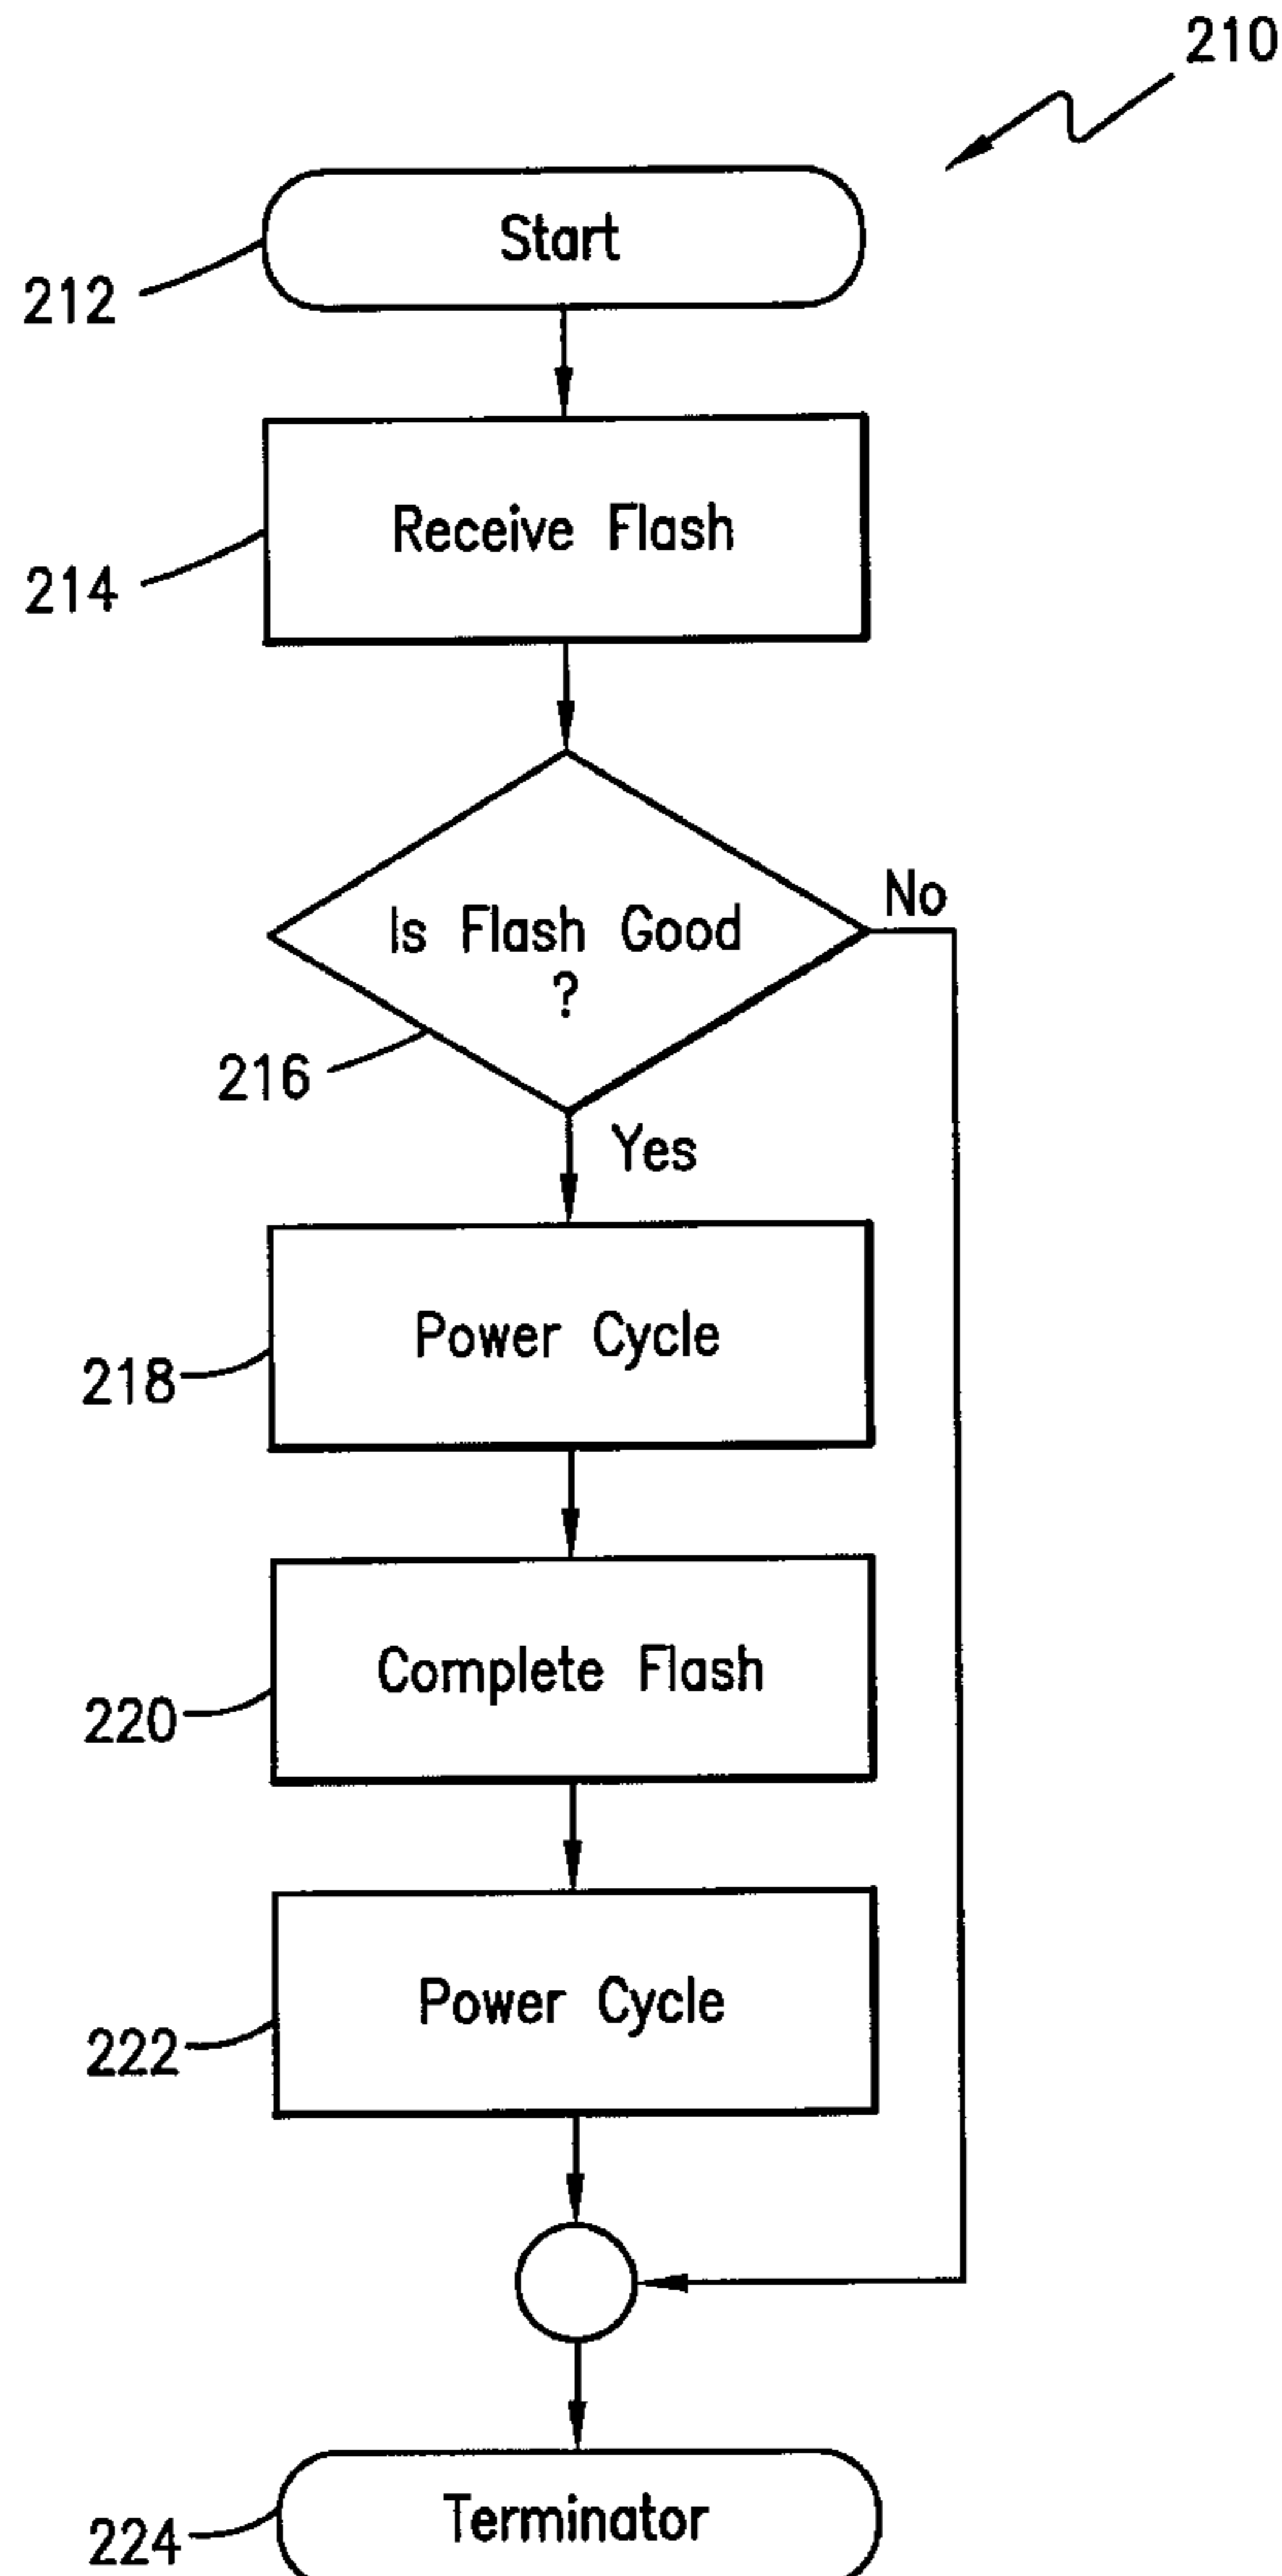 210
Start
212
Receive Flash
214
No
Is Flash Good
?
216
Yes
Power Cycle
218
Complete Flash
220
Power Cycle
222
Terminator
224